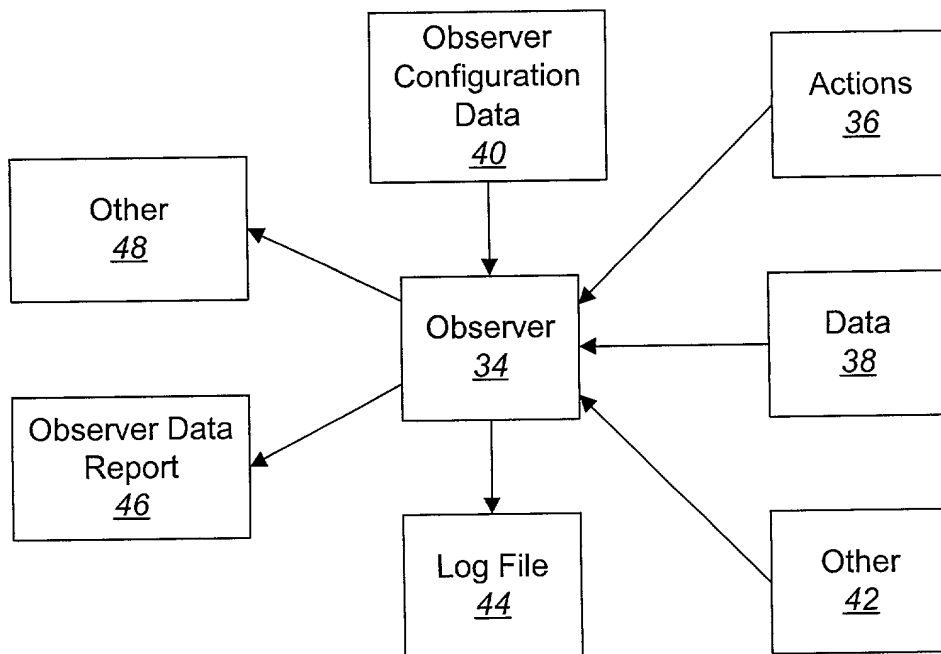 Observer
Configuration
Data
40
Actions
36
Other
48
Observer
34
Data
38
Observer Data
Report
46
Log File
44
Other
42